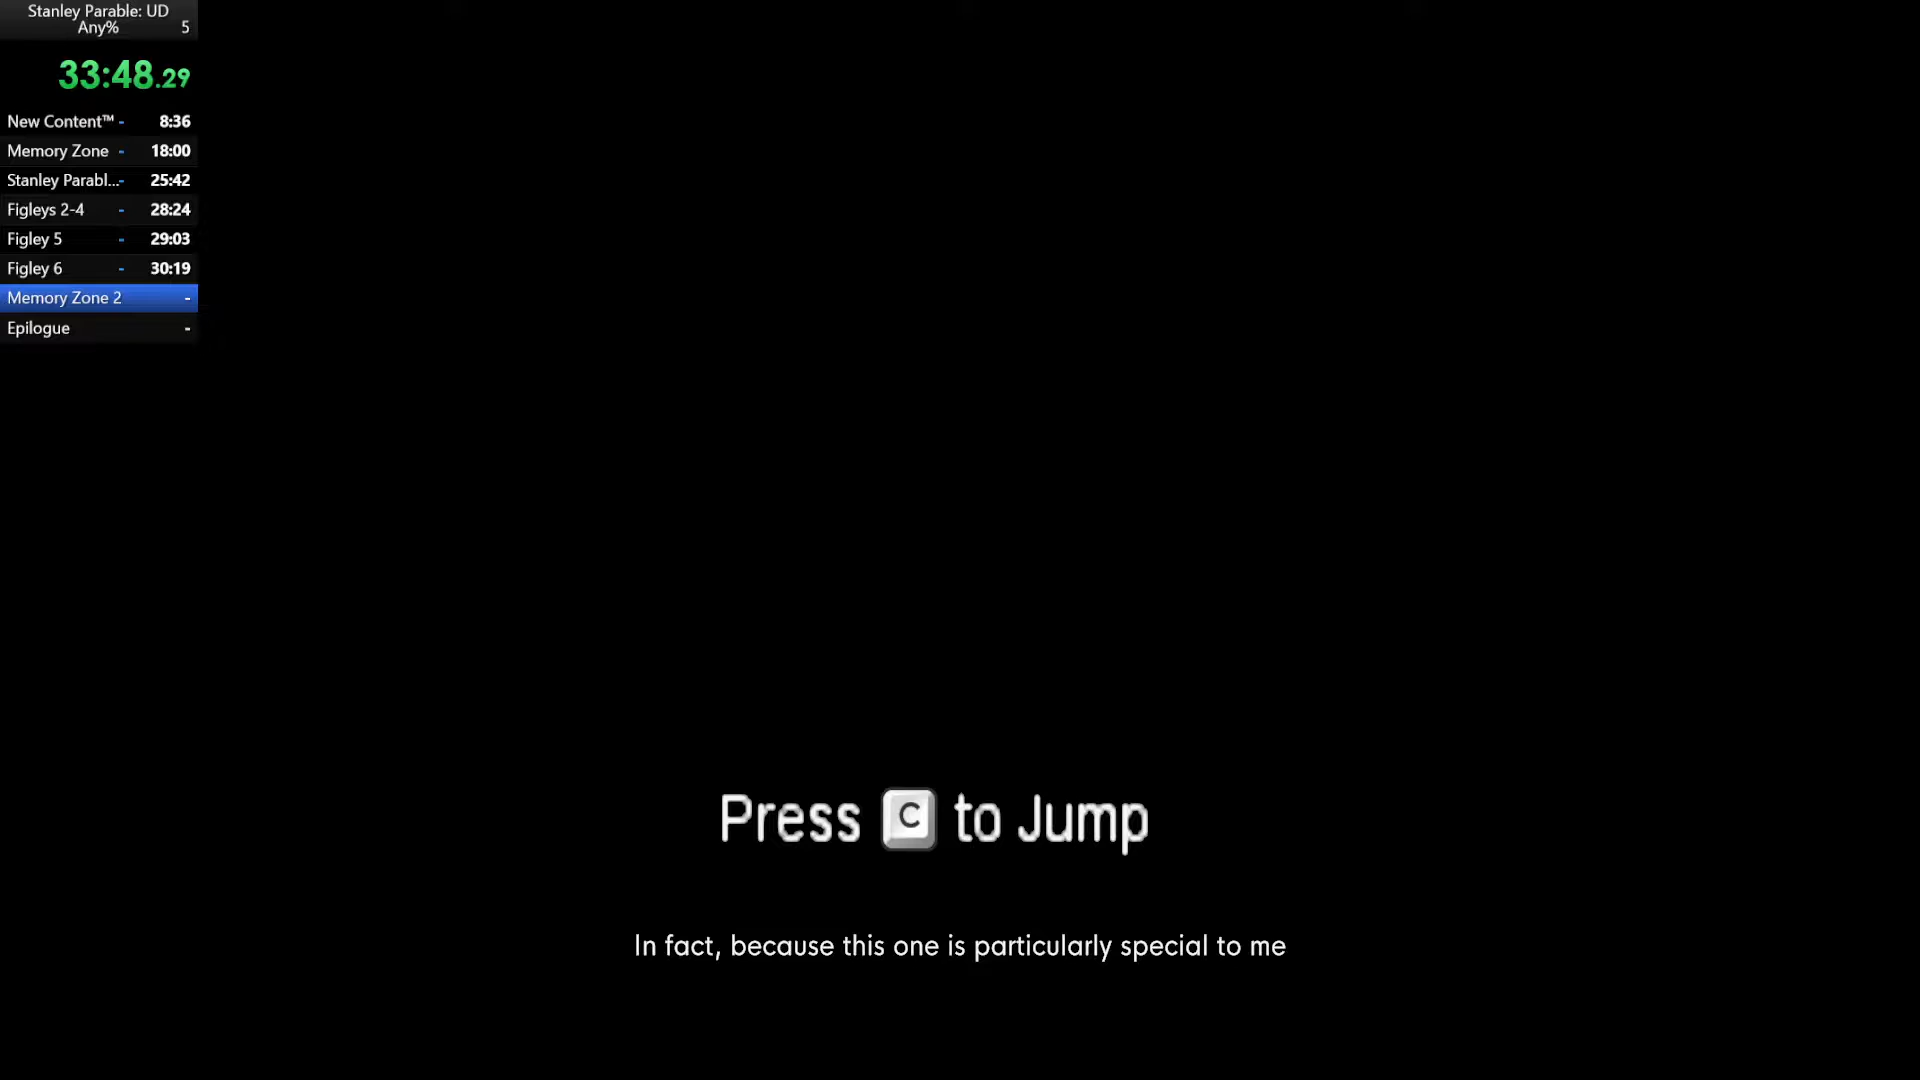 Stanley Parable: UD
Any% 5
33:48.29
New Content™ - 8:36
Memory Zone - 18:00
Stanley Parabl...- 25:42
Figleys 2-4 - 28:24
Figley 5 - 29:03
Figley 6 - 30:19
Memory Zone 2 -
Epilogue -
Press C to Jump
In fact, because this one is particularly special to me